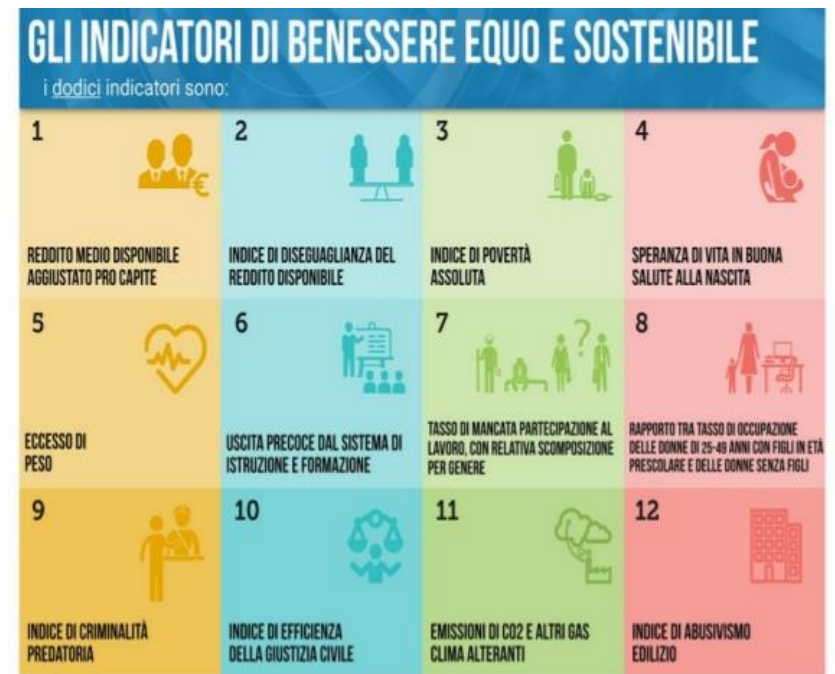 GLI INDICATORI DI BENESSERE EQUO E SOSTENIBILE
i dodici indicatori sono:
1
REDDITO MEDIO DISPONIBILE
AGGIUSTATO PRO CAPITE
2
INDICE DI DISEGUAGLIANZA DEL
REDDITO DISPONIBILE
3
INDICE DI POVERTÀ
ASSOLUTA
4
SPERANZA DI VITA IN BUONA
SALUTE ALLA NASCITA
5
ECCESSO DI
PESO
6
USCITA PRECOCE DAL SISTEMA DI
ISTRUZIONE E FORMAZIONE
7
TASSO DI MANCATA PARTECIPAZIONE AL
LAVORO, CON RELATIVA SCOMPOSIZIONE
PER GENERE
8
RAPPORTO TRA TASSO DI OCCUPAZIONE
DELLE DONNE DI 25-49 ANNI CON FIGLI IN ETÀ
PRESCOLARE E DELLE DONNE SENZA FIGLI
9
INDICE DI CRIMINALITÀ
PREDATORIA
10
INDICE DI EFFICIENZA
DELLA GIUSTIZIA CIVILE
11
EMISSIONI DI CO2 E ALTRI GAS
CLIMA ALTERANTI
12
INDICE DI ABUSIVISMO
EDILIZIO